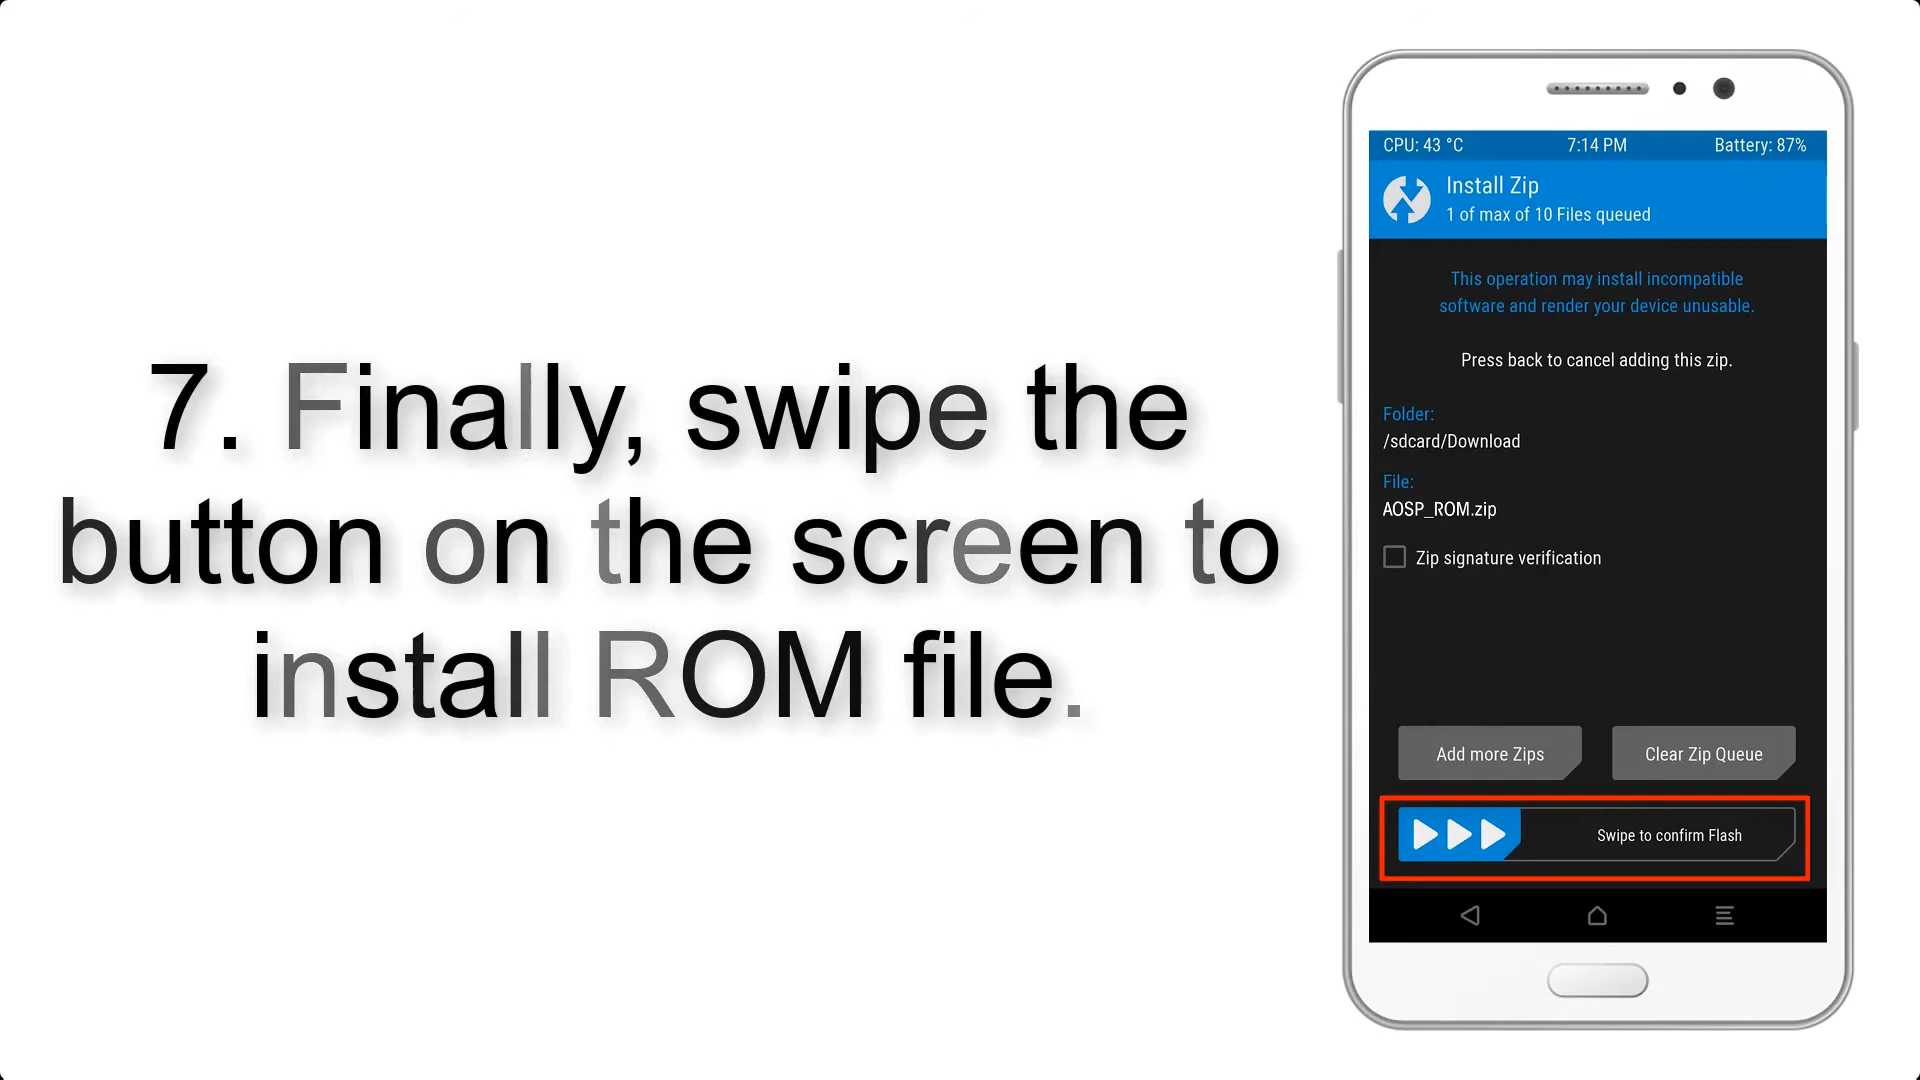 7. Finally, swipe the
button on the screen to
install ROM file.
CPU: 43 °C 7:14 PM Battery: 87%
Install Zip
1 of max of 10 Files queued
This operation may install incompatible
software and render your device unusable.
Press back to cancel adding this zip.
Folder:
/sdcard/Download
File:
AOSP_ROM.zip
Zip signature verification
Add more Zips Clear Zip Queue
Swipe to confirm Flash